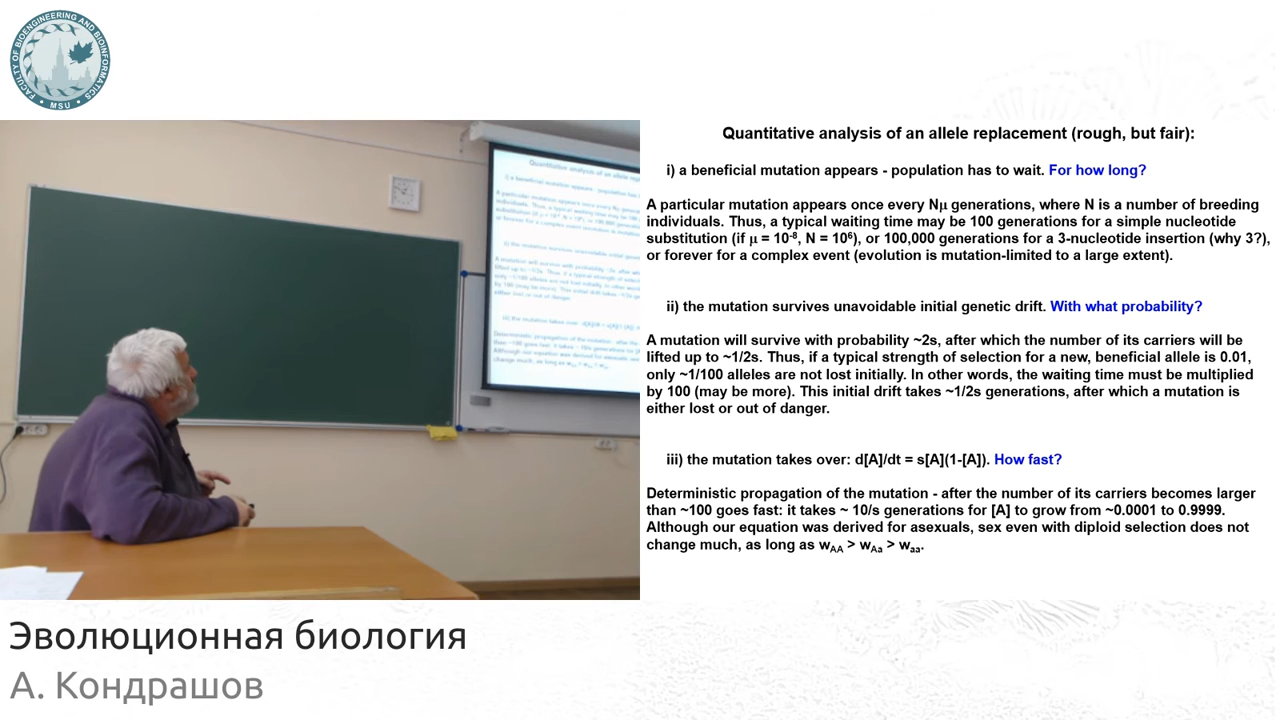 FACULTY OF BIOENGINEERING AND BIOINFORMATICS
• MSU •
Quantitative analysis of an allele replacement (rough, but fair):
i) a beneficial mutation appears - population has to wait. For how long?
A particular mutation appears once every Nμ generations, where N is a number of breeding
individuals. Thus, a typical waiting time may be 100 generations for a simple nucleotide
substitution (if μ = 10⁻⁸, N = 10⁶), or 100,000 generations for a 3-nucleotide insertion (why 3?),
or forever for a complex event (evolution is mutation-limited to a large extent).
ii) the mutation survives unavoidable initial genetic drift. With what probability?
A mutation will survive with probability ~2s, after which the number of its carriers will be
lifted up to ~1/2s. Thus, if a typical strength of selection for a new, beneficial allele is 0.01,
only ~1/100 alleles are not lost initially. In other words, the waiting time must be multiplied
by 100 (may be more). This initial drift takes ~1/2s generations, after which a mutation is
either lost or out of danger.
iii) the mutation takes over: d[A]/dt = s[A](1-[A]). How fast?
Deterministic propagation of the mutation - after the number of its carriers becomes larger
than ~100 goes fast: it takes ~ 10/s generations for [A] to grow from ~0.0001 to 0.9999.
Although our equation was derived for asexuals, sex even with diploid selection does not
change much, as long as wAA > wAa > waa.
Эволюционная биология
А. Кондрашов